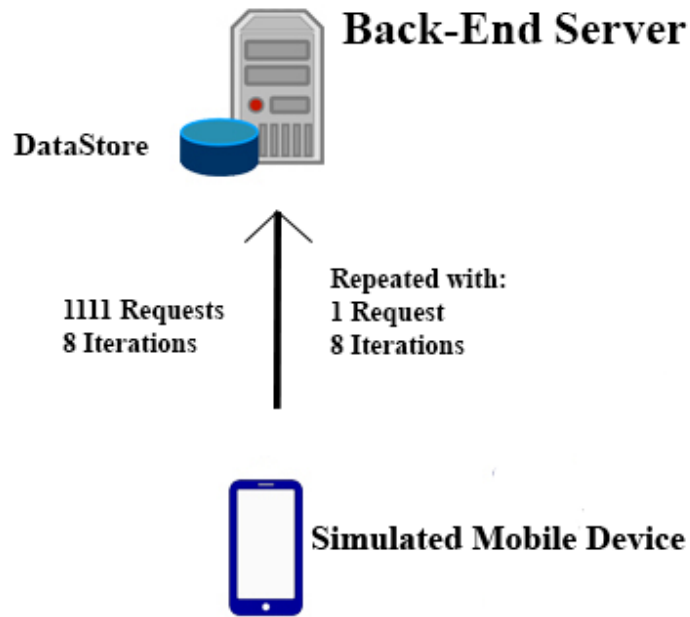 Back-End Server
DataStore
1111 Requests
8 Iterations
Repeated with:
1 Request
8 Iterations
Simulated Mobile Device